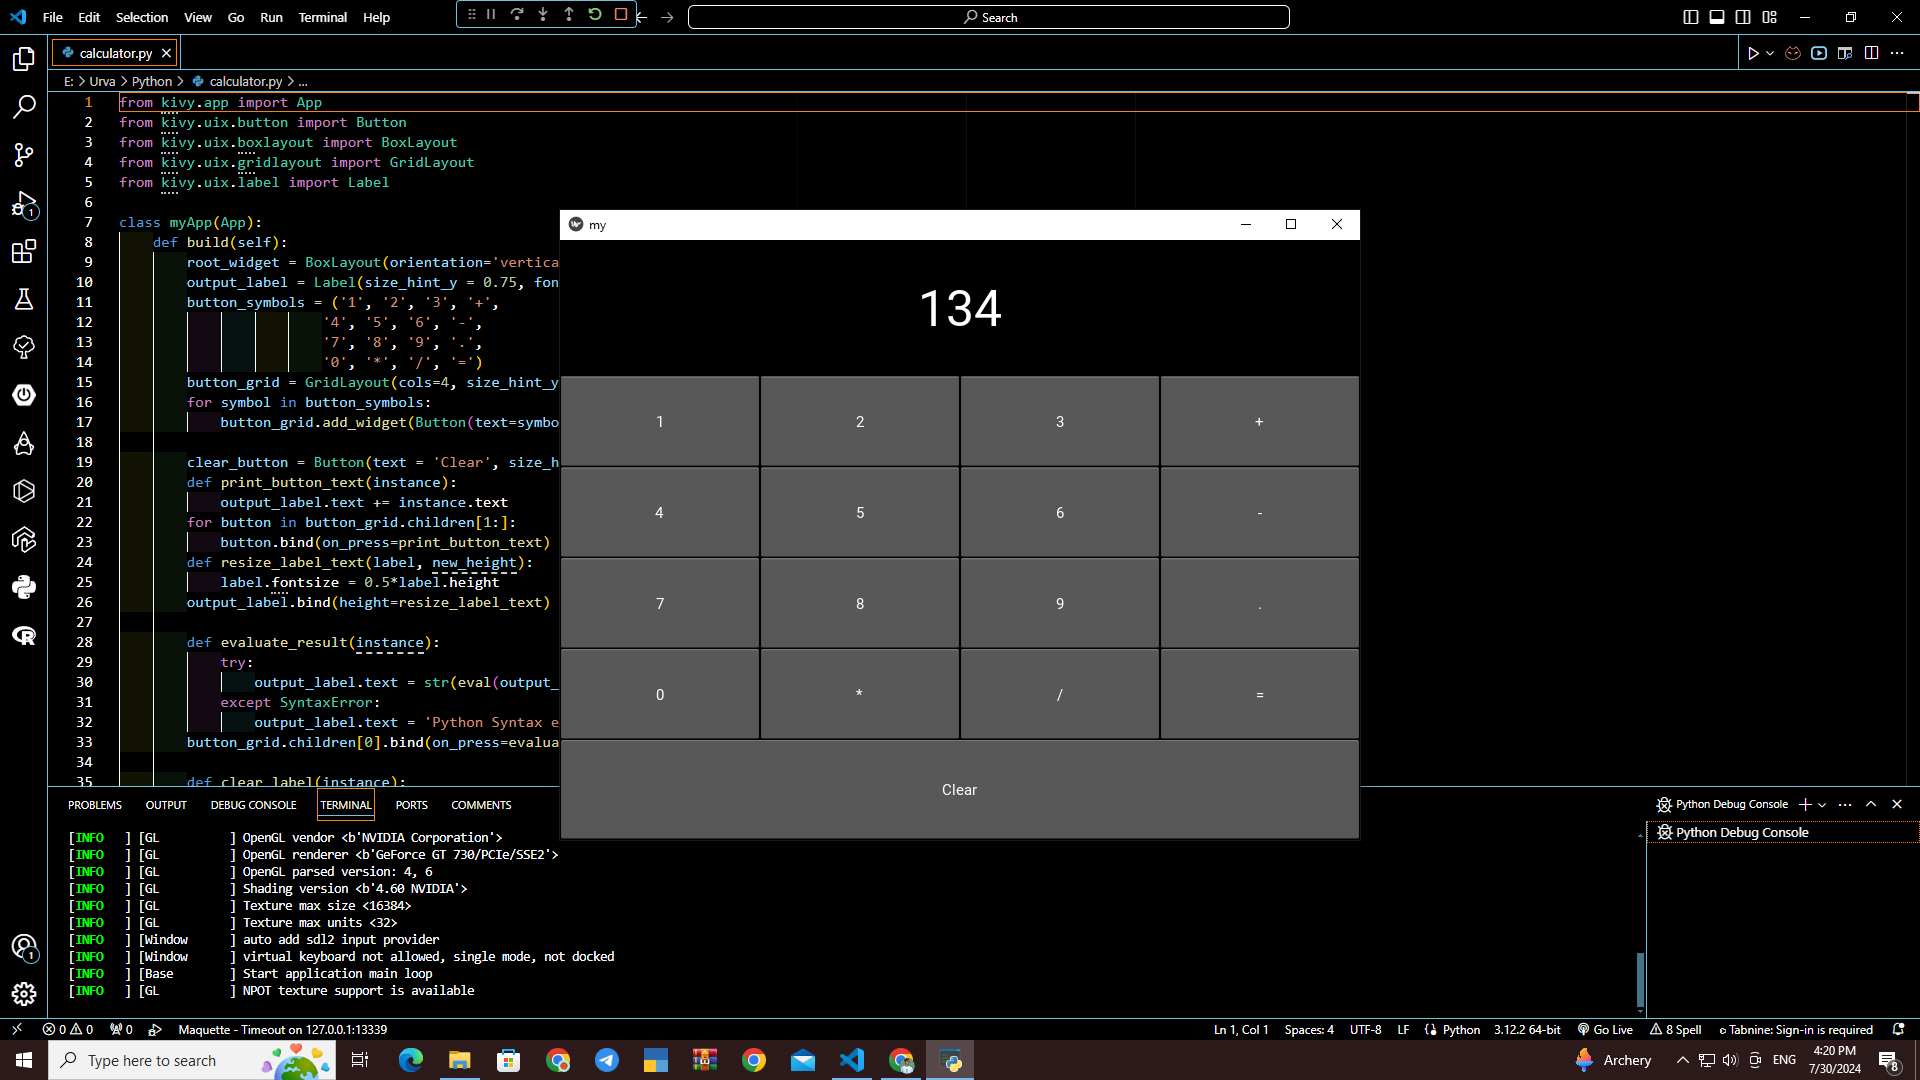 File Edit Selection View Go Run Terminal Help
Search
calculator.py
E: > Urva > Python > calculator.py > ...
1 from kivy.app import App
2 from kivy.uix.button import Button
3 from kivy.uix.boxlayout import BoxLayout
4 from kivy.uix.gridlayout import GridLayout
5 from kivy.uix.label import Label
6
7 class myApp(App):
8 def build(self):
9 root_widget = BoxLayout(orientation='vertica
10 output_label = Label(size_hint_y = 0.75, fon
11 button_symbols = ('1', '2', '3', '+',
12 '4', '5', '6', '-',
13 '7', '8', '9', '.',
14 '0', '*', '/', '=')
15 button_grid = GridLayout(cols=4, size_hint_y
16 for symbol in button_symbols:
17 button_grid.add_widget(Button(text=symbo
18
19 clear_button = Button(text = 'Clear', size_h
20 def print_button_text(instance):
21 output_label.text += instance.text
22 for button in button_grid.children[1:]:
23 button.bind(on_press=print_button_text)
24 def resize_label_text(label, new_height):
25 label.fontsize = 0.5*label.height
26 output_label.bind(height=resize_label_text)
27
28 def evaluate_result(instance):
29 try:
30 output_label.text = str(eval(output_
31 except SyntaxError:
32 output_label.text = 'Python Syntax e
33 button_grid.children[0].bind(on_press=evalua
34
35 def clear_label(instance):
my
134
1 2 3 +
4 5 6 -
7 8 9 .
0 * / =
Clear
PROBLEMS OUTPUT DEBUG CONSOLE TERMINAL PORTS COMMENTS
Python Debug Console
Python Debug Console
[INFO ] [GL ] OpenGL vendor <b'NVIDIA Corporation'>
[INFO ] [GL ] OpenGL renderer <b'GeForce GT 730/PCIe/SSE2'>
[INFO ] [GL ] OpenGL parsed version: 4, 6
[INFO ] [GL ] Shading version <b'4.60 NVIDIA'>
[INFO ] [GL ] Texture max size <16384>
[INFO ] [GL ] Texture max units <32>
[INFO ] [Window ] auto add sdl2 input provider
[INFO ] [Window ] virtual keyboard not allowed, single mode, not docked
[INFO ] [Base ] Start application main loop
[INFO ] [GL ] NPOT texture support is available
0 0 0 Maquette - Timeout on 127.0.0.1:13339 Ln 1, Col 1 Spaces: 4 UTF-8 LF Python 3.12.2 64-bit Go Live 8 Spell Tabnine: Sign-in is required
Type here to search
Archery ENG 4:20 PM
7/30/2024
8